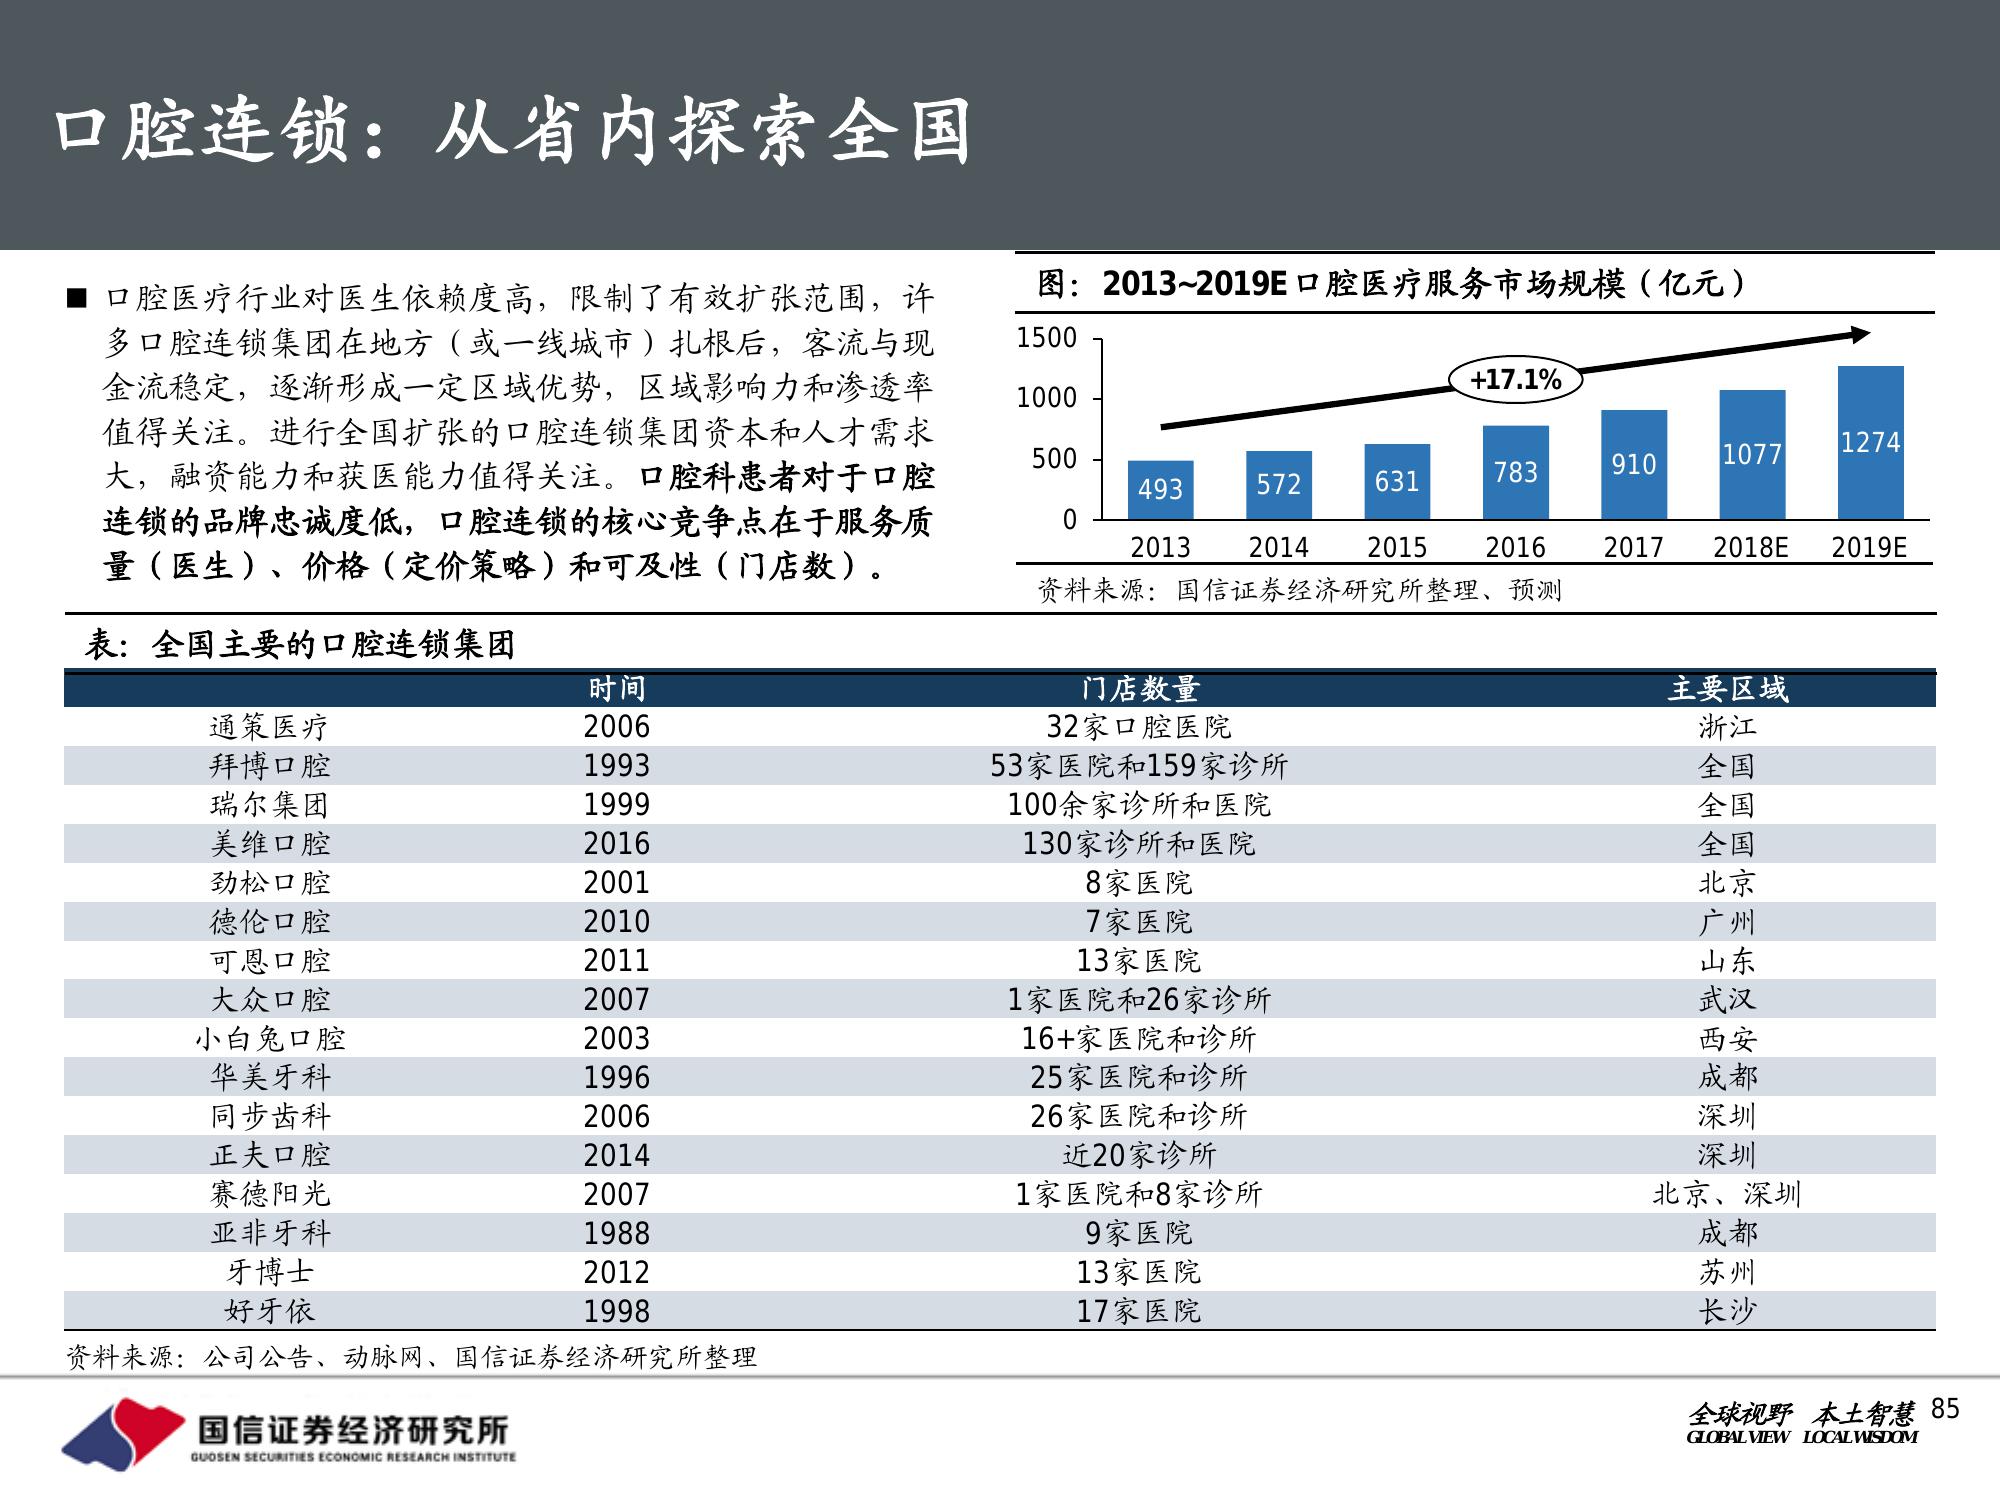 口腔连锁：从省内探索全国
■ 口腔医疗行业对医生依赖度高，限制了有效扩张范围，许
多口腔连锁集团在地方（或一线城市）扎根后，客流与现
金流稳定，逐渐形成一定区域优势，区域影响力和渗透率
值得关注。进行全国扩张的口腔连锁集团资本和人才需求
大，融资能力和获医能力值得关注。口腔科患者对于口腔
连锁的品牌忠诚度低，口腔连锁的核心竞争点在于服务质
量（医生）、价格（定价策略）和可及性（门店数）。
图：2013~2019E口腔医疗服务市场规模（亿元）
1500
1000
500
0
+17.1%
493 572 631 783 910 1077 1274
2013 2014 2015 2016 2017 2018E 2019E
资料来源：国信证券经济研究所整理、预测
表：全国主要的口腔连锁集团
时间 门店数量 主要区域
通策医疗 2006 32家口腔医院 浙江
拜博口腔 1993 53家医院和159家诊所 全国
瑞尔集团 1999 100余家诊所和医院 全国
美维口腔 2016 130家诊所和医院 全国
劲松口腔 2001 8家医院 北京
德伦口腔 2010 7家医院 广州
可恩口腔 2011 13家医院 山东
大众口腔 2007 1家医院和26家诊所 武汉
小白兔口腔 2003 16+家医院和诊所 西安
华美牙科 1996 25家医院和诊所 成都
同步齿科 2006 26家医院和诊所 深圳
正夫口腔 2014 近20家诊所 深圳
赛德阳光 2007 1家医院和8家诊所 北京、深圳
亚非牙科 1988 9家医院 成都
牙博士 2012 13家医院 苏州
好牙依 1998 17家医院 长沙
资料来源：公司公告、动脉网、国信证券经济研究所整理
国信证券经济研究所
GUOSEN SECURITIES ECONOMIC RESEARCH INSTITUTE
全球视野 本土智慧 85
GLOBAL VIEW LOCAL WISDOM